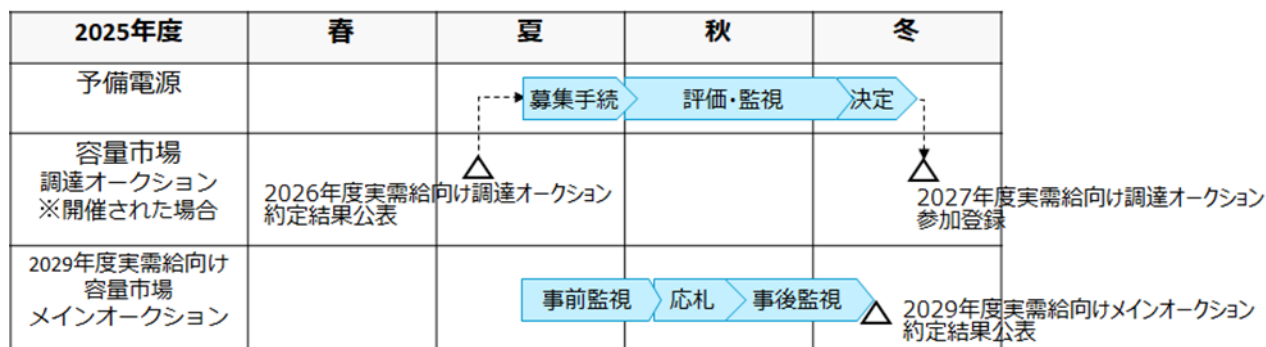 2025年度 春 夏 秋 冬
予備電源
募集手続 評価・監視 決定
容量市場
調達オークション
※開催された場合
2026年度実需給向け調達オークション
約定結果公表
2027年度実需給向け調達オークション
参加登録
2029年度実需給向け
容量市場
メインオークション
事前監視 応札 事後監視
2029年度実需給向けメインオークション
約定結果公表